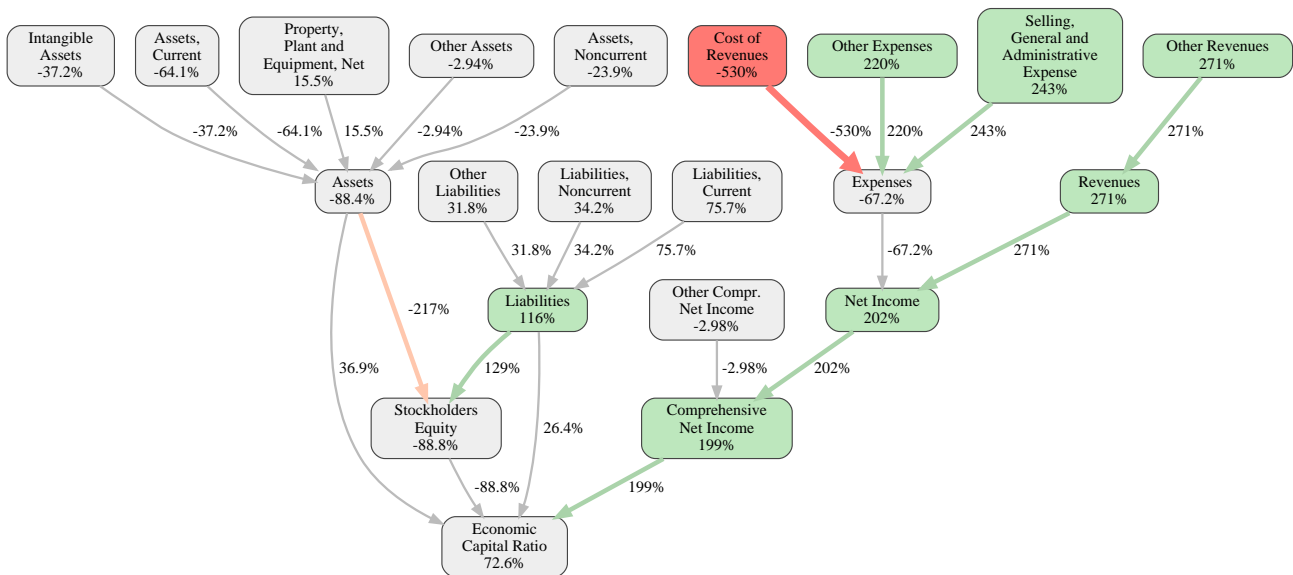 Intangible
Assets
-37.2%
Assets,
Current
-64.1%
Property,
Plant and
Equipment, Net
15.5%
Other Assets
-2.94%
Assets,
Noncurrent
-23.9%
Cost of
Revenues
-530%
Other Expenses
220%
Selling,
General and
Administrative
Expense
243%
Other Revenues
271%
-37.2%
-64.1%
15.5%
-2.94%
-23.9%
-530%
220%
243%
271%
Assets
-88.4%
Other
Liabilities
31.8%
Liabilities,
Noncurrent
34.2%
Liabilities,
Current
75.7%
Expenses
-67.2%
Revenues
271%
31.8%
34.2%
75.7%
-67.2%
271%
-217%
Liabilities
116%
Other Compr.
Net Income
-2.98%
Net Income
202%
36.9%
129%
-2.98%
202%
Stockholders
Equity
-88.8%
26.4%
Comprehensive
Net Income
199%
-88.8%
199%
Economic
Capital Ratio
72.6%